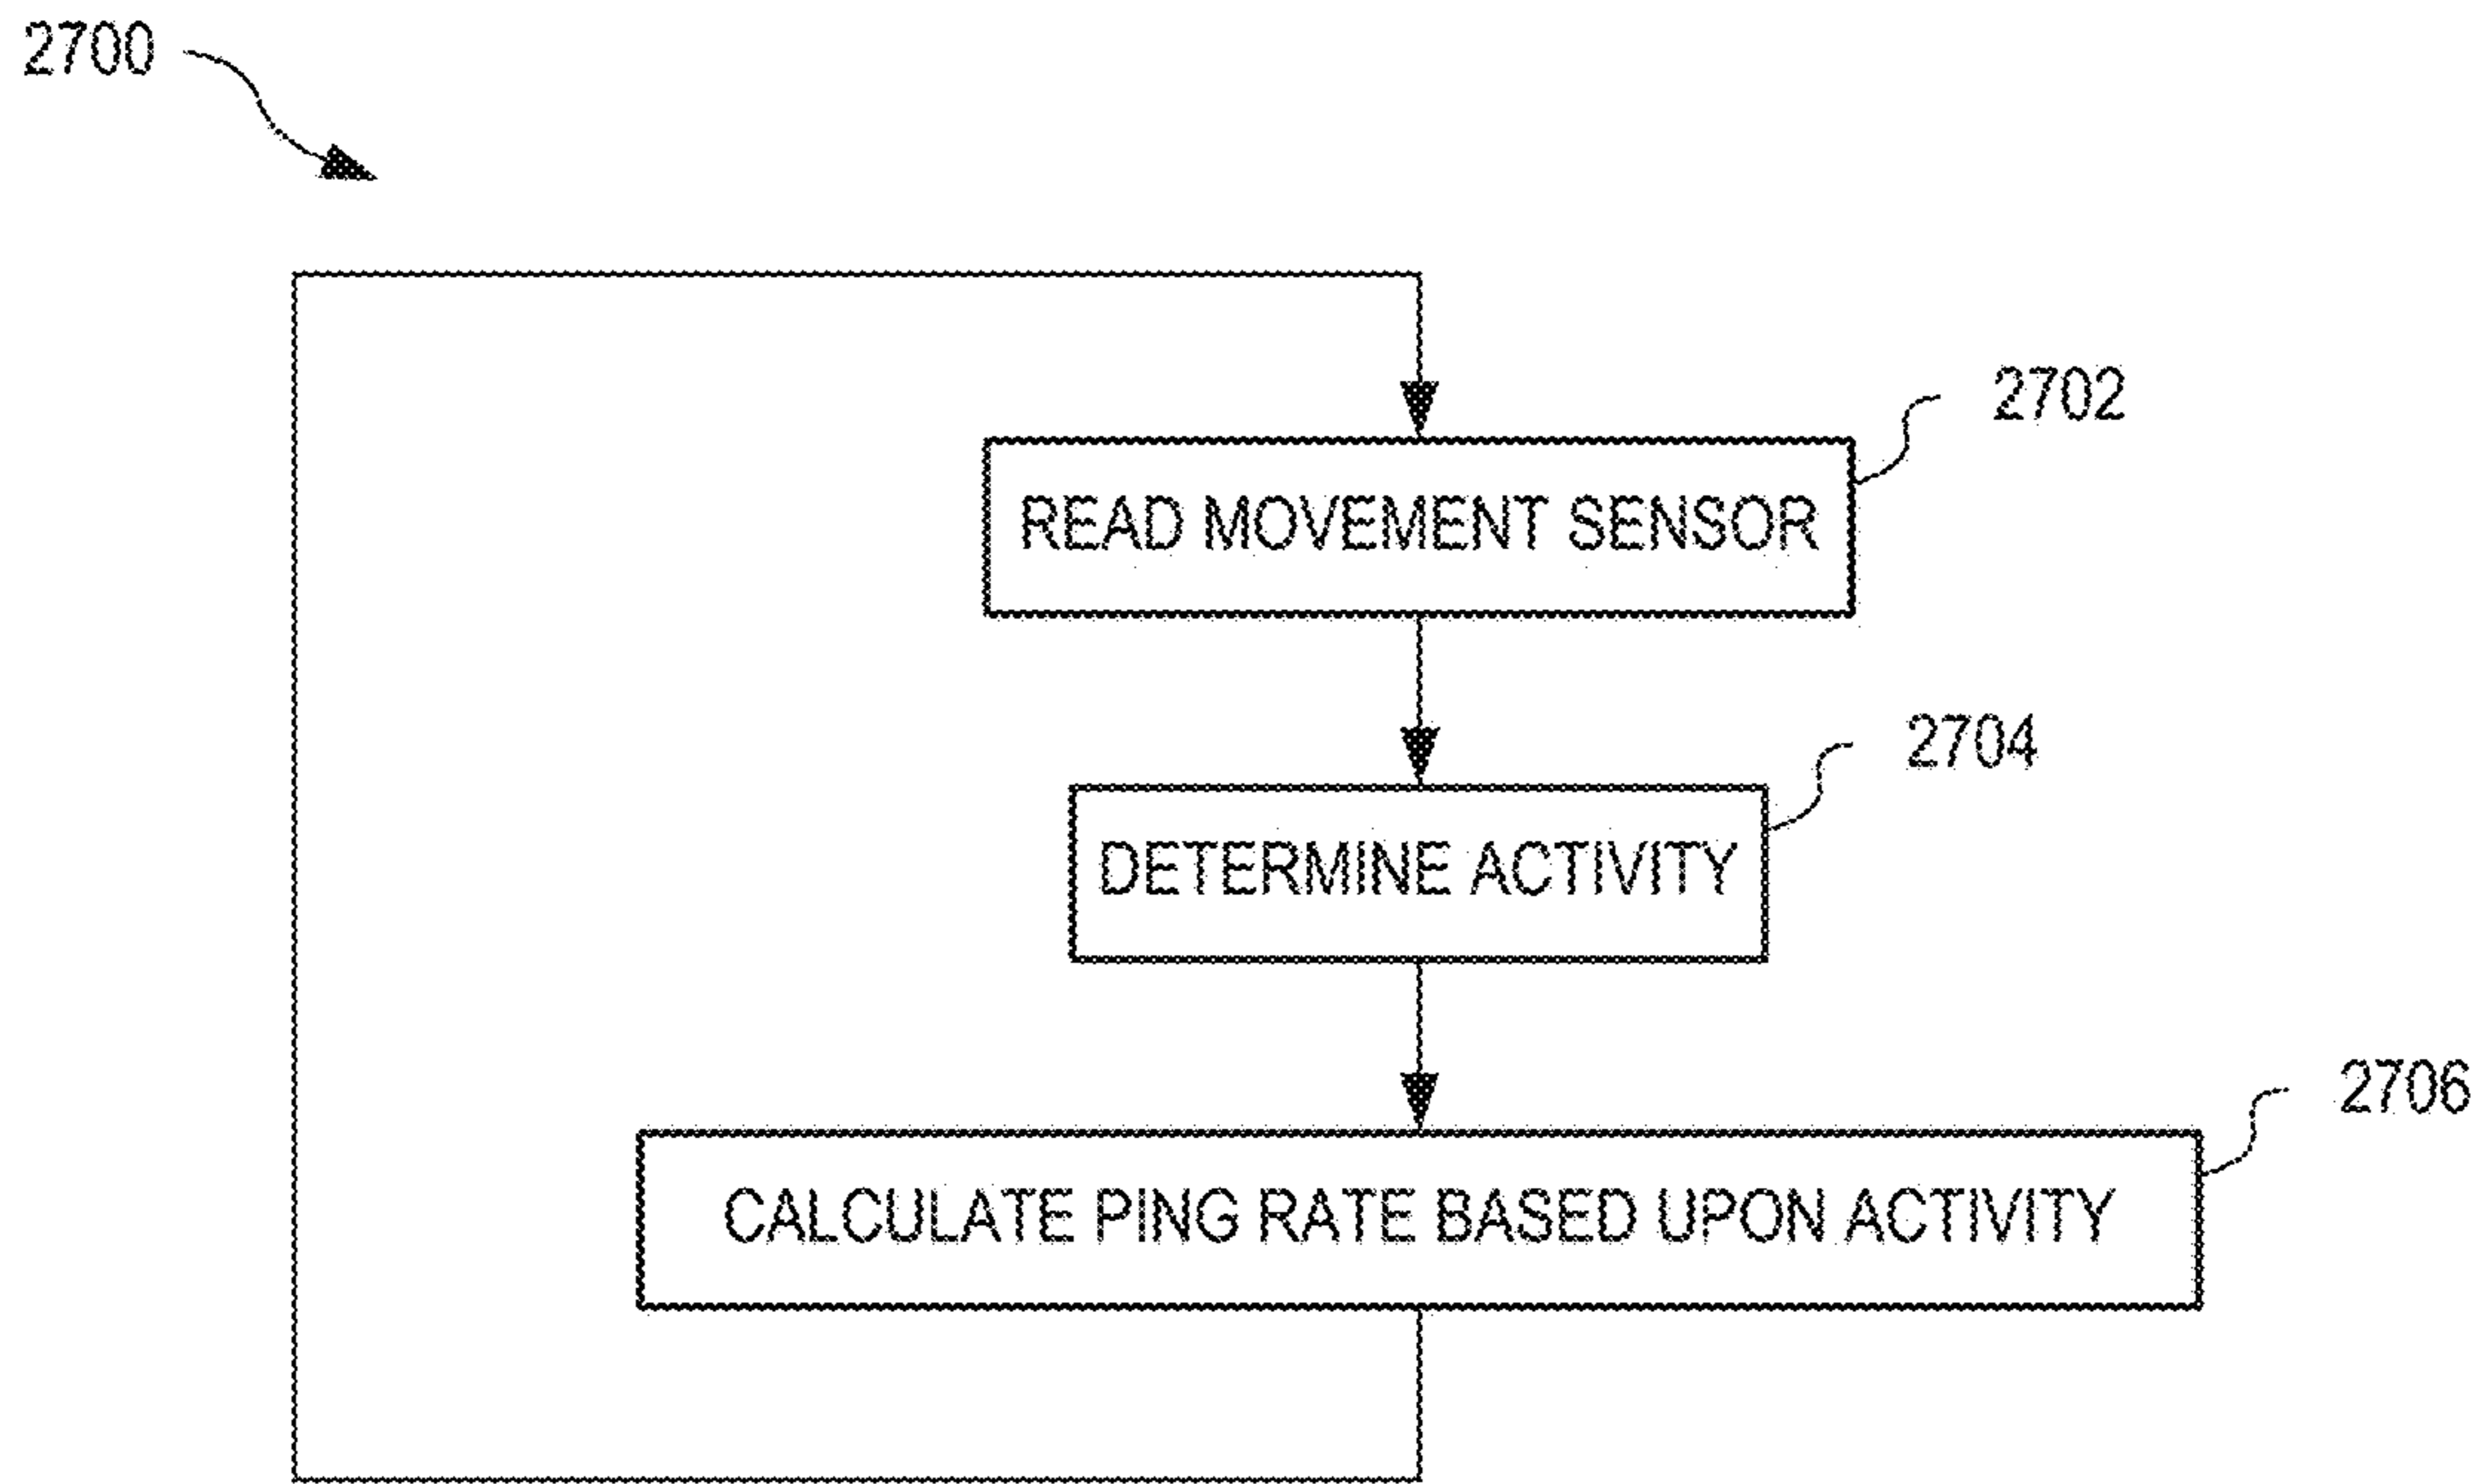 2700
2702
READ MOVEMENT SENSOR
2704
DETERMINE ACTIVITY
2706
CALCULATE PING RATE BASED UPON ACTIVITY